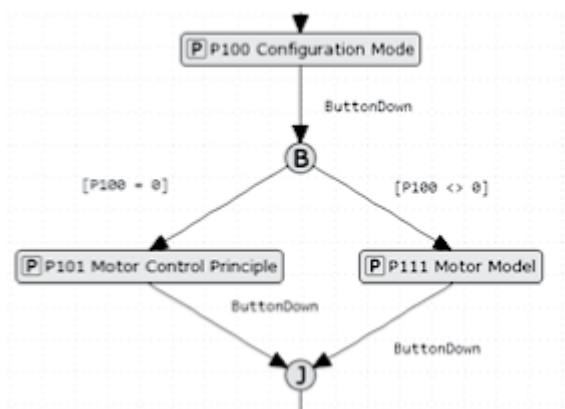 P P100 Configuration Mode
ButtonDown
B
[P100 = 0]
[P100 <> 0]
P P101 Motor Control Principle
P P111 Motor Model
ButtonDown
ButtonDown
J